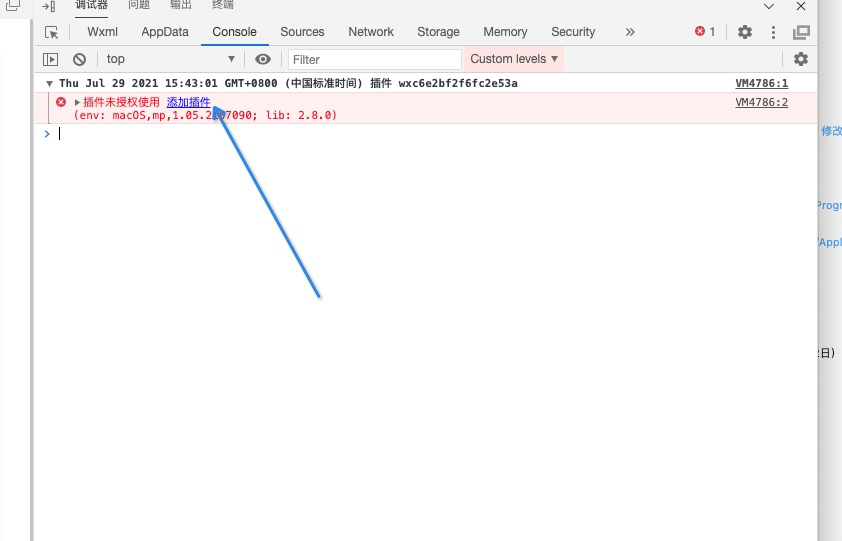 调试器 问题 输出 终端
Wxml AppData Console Sources Network Storage Memory Security » 1
top Filter Custom levels
Thu Jul 29 2021 15:43:01 GMT+0800 (中国标准时间) 插件 wxc6e2bf2f6fc2e53a VM4786:1
插件未授权使用 添加插件 VM4786:2
(env: macOS,mp,1.05.2107090; lib: 2.8.0)
修改
Progr
/Appl
日)